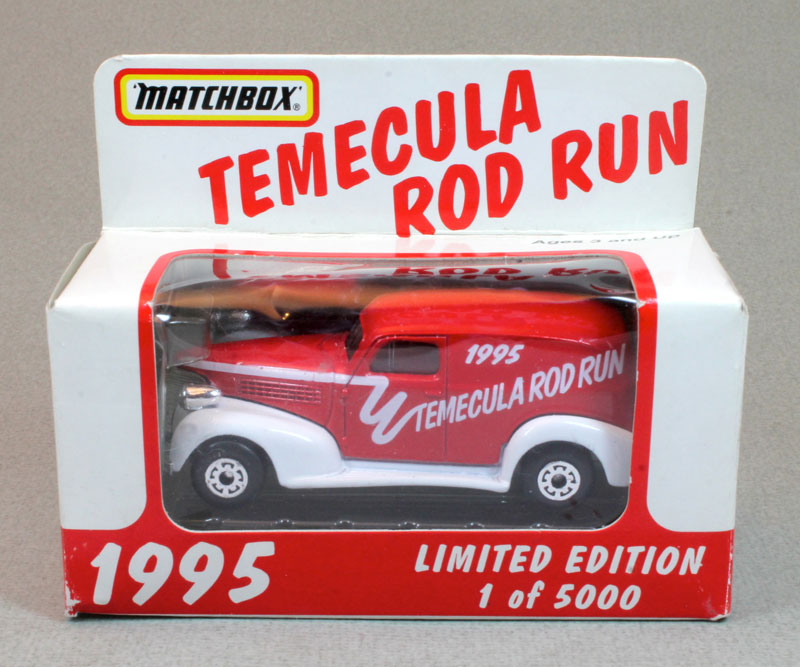 'MATCHBOX'®
TEMECULA
ROD RUN
Ages 3 and Up
1995
TEMECULA ROD RUN
1995
LIMITED EDITION
1 of 5000